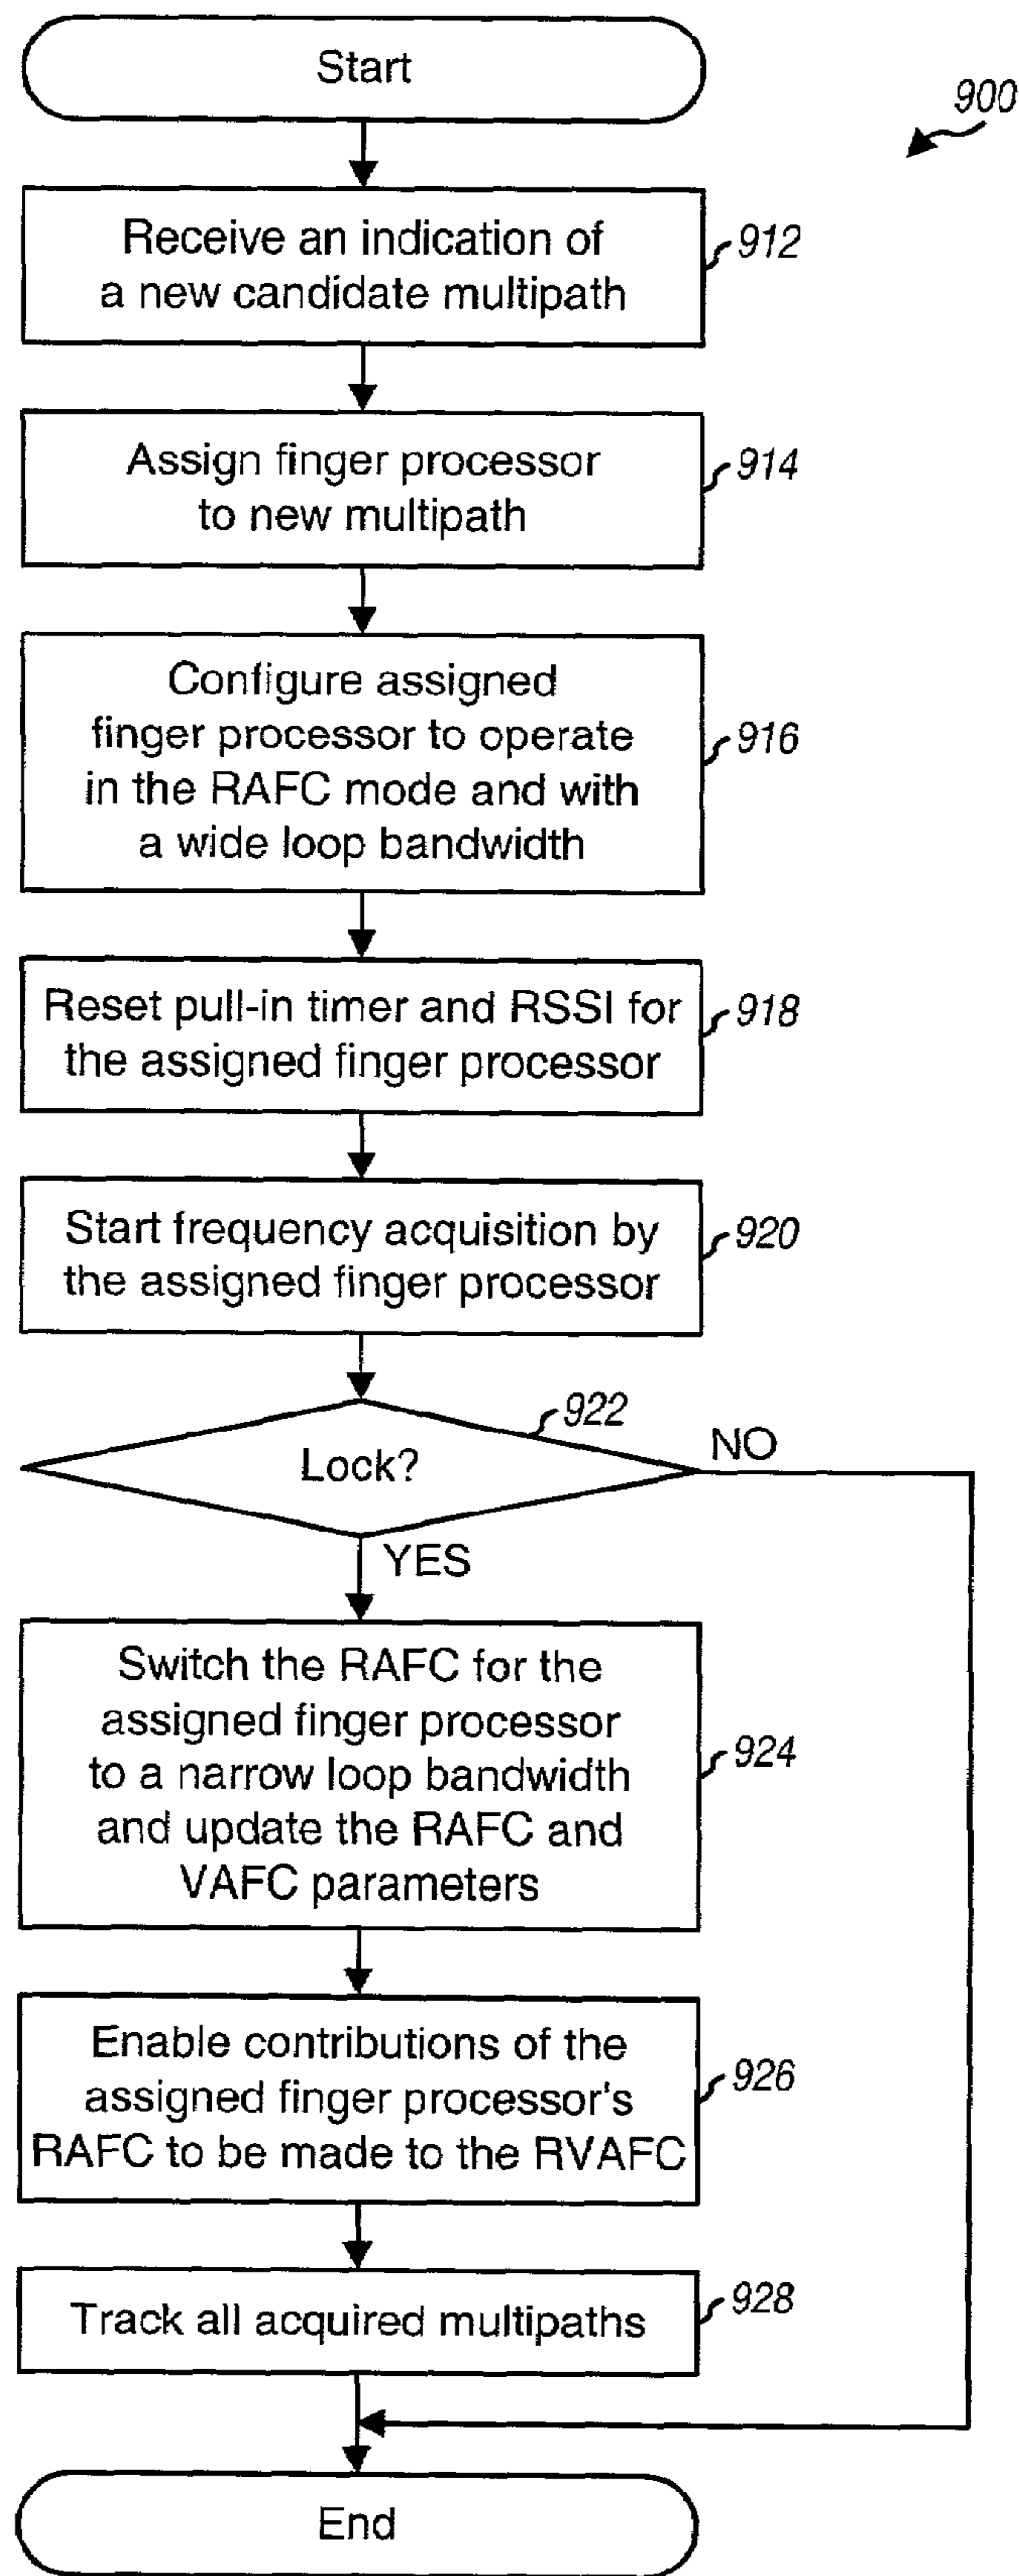 Start
900
Receive an indication of
a new candidate multipath
912
Assign finger processor
to new multipath
914
Configure assigned
finger processor to operate
in the RAFC mode and with
a wide loop bandwidth
916
Reset pull-in timer and RSSI for
the assigned finger processor
918
Start frequency acquisition by
the assigned finger processor
920
922
Lock?
NO
YES
Switch the RAFC for the
assigned finger processor
to a narrow loop bandwidth
and update the RAFC and
VAFC parameters
924
Enable contributions of the
assigned finger processor's
RAFC to be made to the RVAFC
926
Track all acquired multipaths
928
End